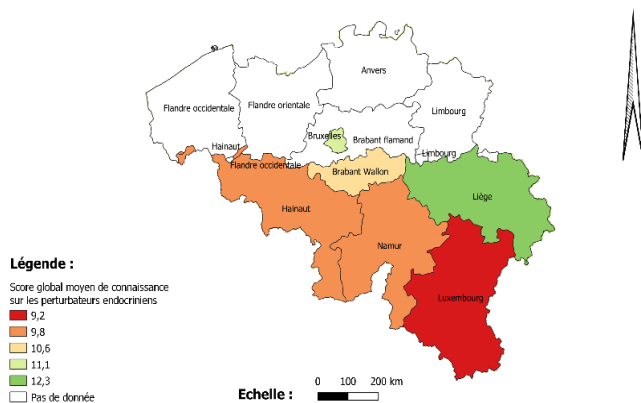 Anvers
Flandre occidentale
Flandre orientale
Limbourg
Bruxelles
Brabant flamand
Hainaut
Limbourg
Flandre occidentale
Brabant Wallon
Liège
Hainaut
Namur
Luxembourg
Légende :
Score global moyen de connaissance
sur les perturbateurs endocriniens
9,2
9,8
10,6
11,1
12,3
Pas de donnée
Echelle :
0 100 200 km